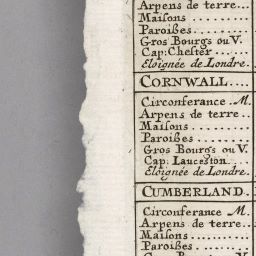 Arpens de terre...
Maiſons . . . . . . . . .
Paroiſſes . . . . . . . .
Gros Bourgs ou V.
Cap: Cheſter . . . . .
Eloignée de Londre.
CORNWALL....
Circonferance . M.
Arpens de terre..
Maiſons . . . . . . . .
Paroiſſes . . . . . . . .
Gros Bourgs ou V.
Cap. Lauceſton . . .
Eloignée de Londre.
CUMBERLAND.
Circonferance M.
Arpens de terre..
Maiſons . . . . . . . .
Paroiſſes . . . . . . .